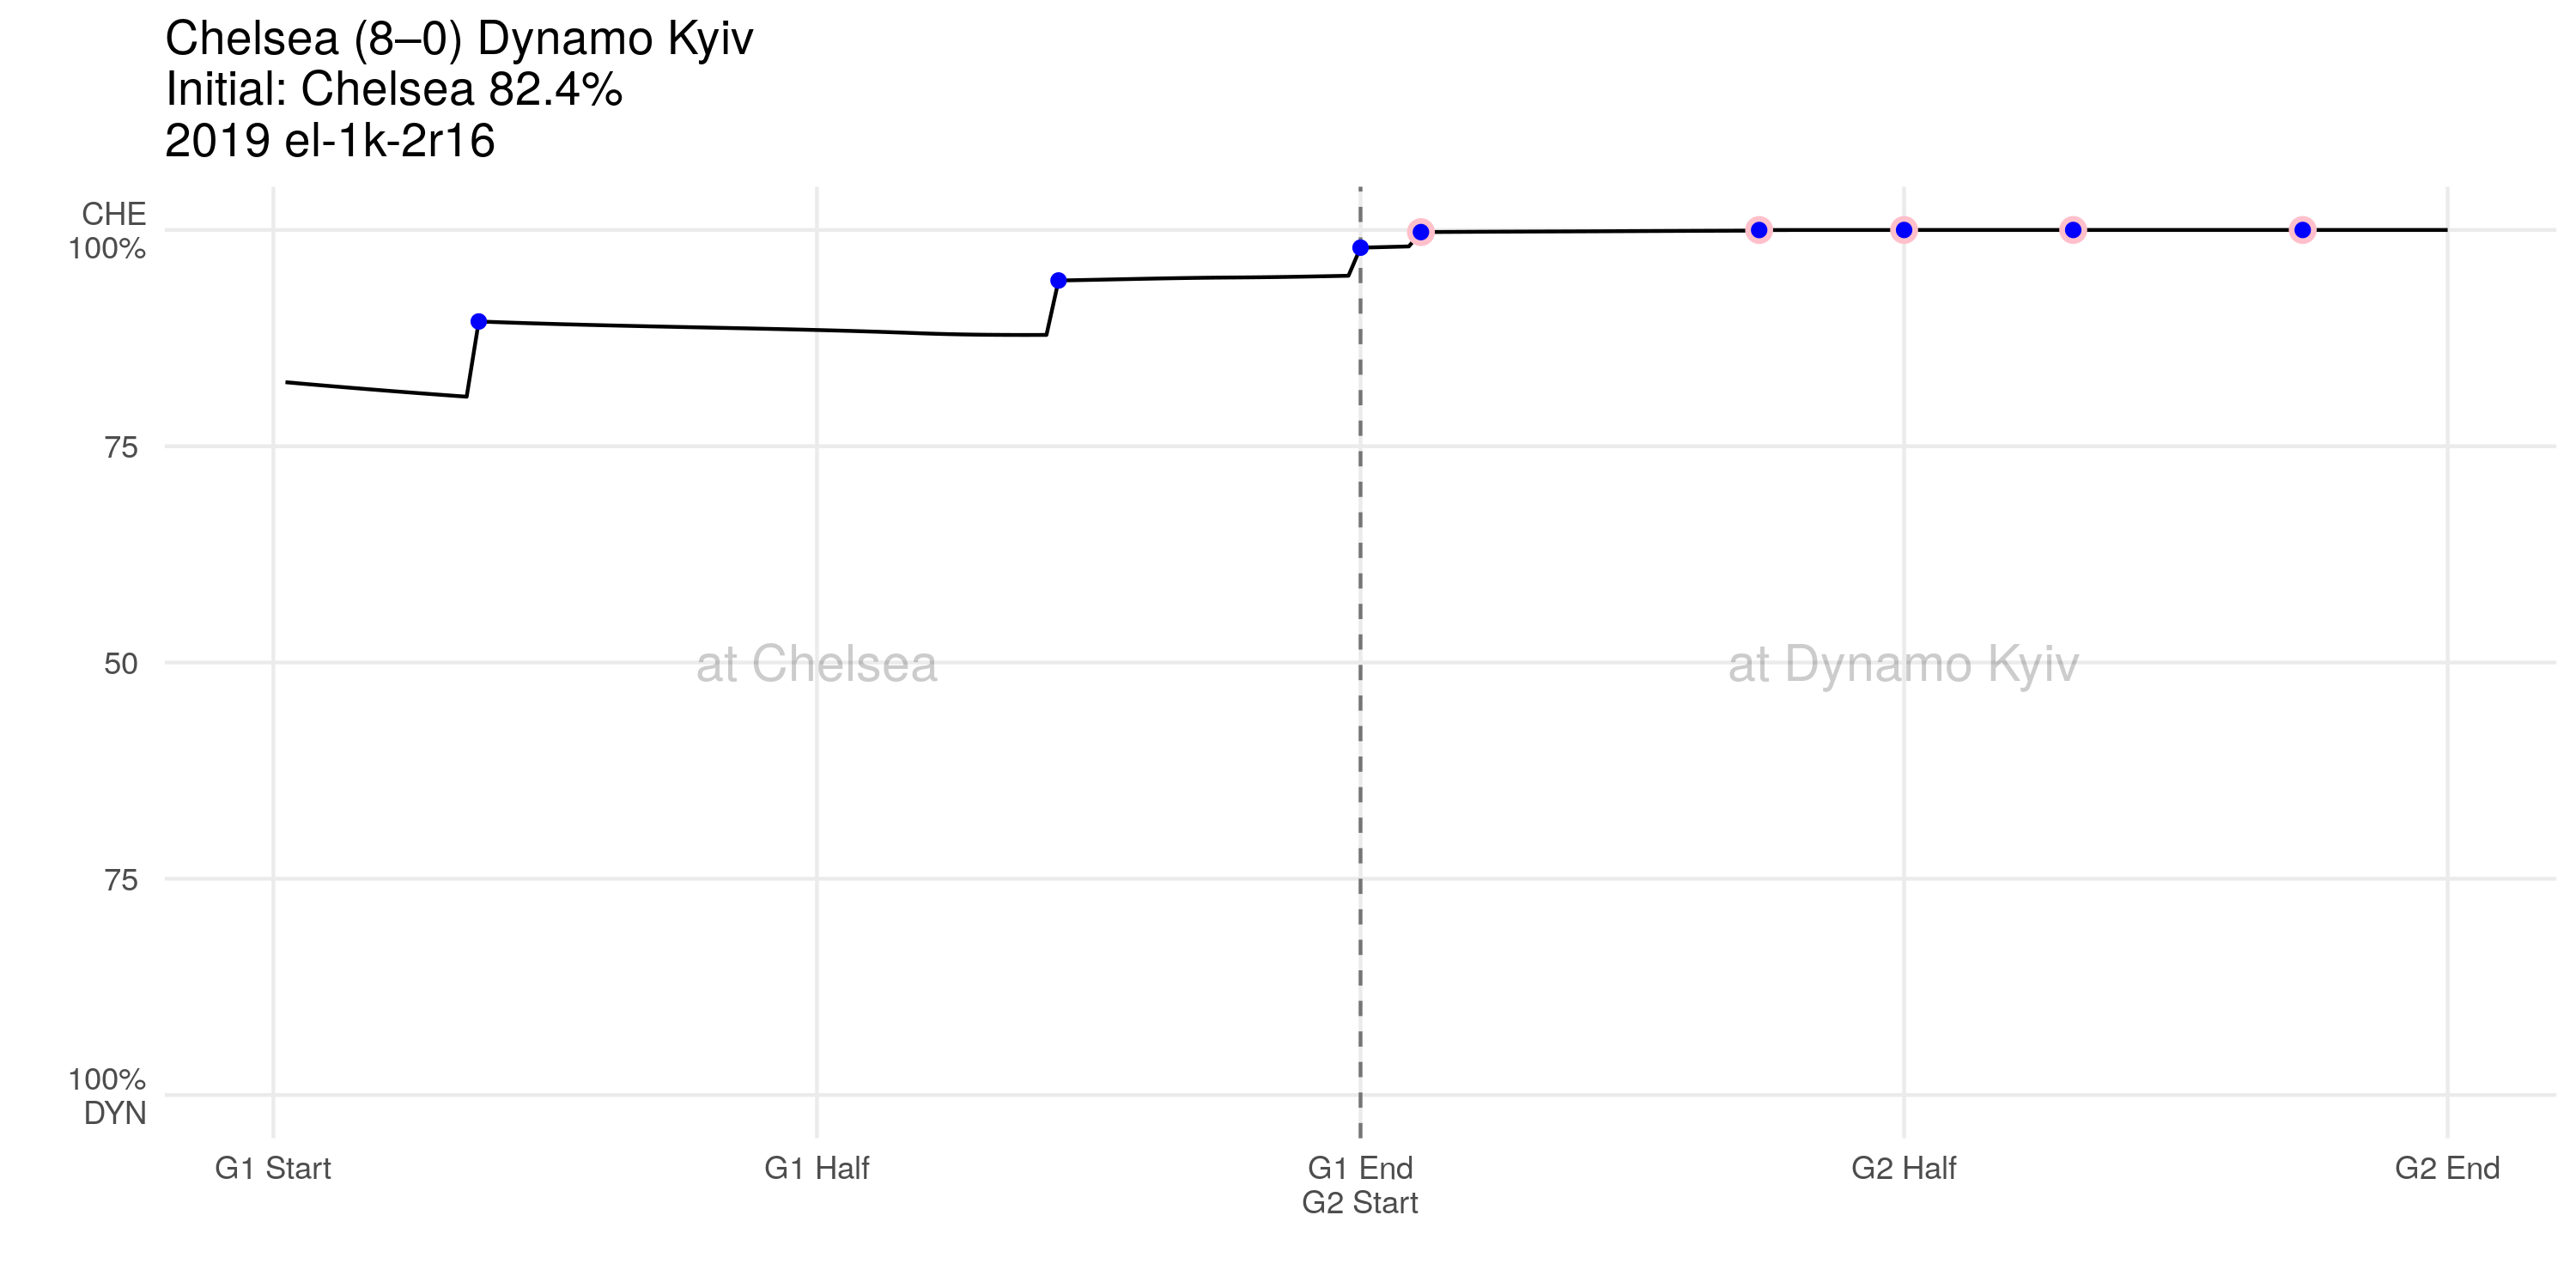 Chelsea (8–0) Dynamo Kyiv
Initial: Chelsea 82.4%
2019 el-1k-2r16
CHE
100%
75
50
75
100%
DYN
at Chelsea
at Dynamo Kyiv
G1 Start
G1 Half
G1 End
G2 Start
G2 Half
G2 End